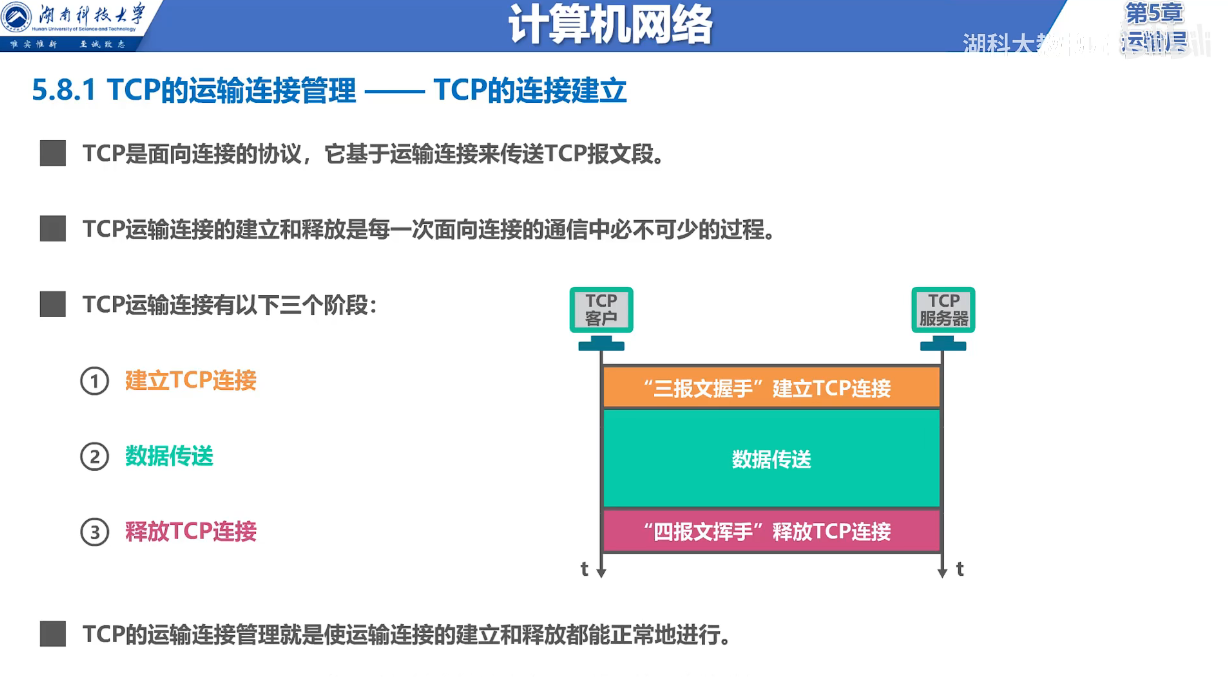 湖南科技大学
Hunan University of Science and Technology
唯实惟新 至诚致志
计算机网络
第5章
运输层
湖科大教书匠
bilibili
5.8.1 TCP的运输连接管理 —— TCP的连接建立
TCP是面向连接的协议，它基于运输连接来传送TCP报文段。
TCP运输连接的建立和释放是每一次面向连接的通信中必不可少的过程。
TCP运输连接有以下三个阶段：
① 建立TCP连接
② 数据传送
③ 释放TCP连接
TCP
客户
TCP
服务器
“三报文握手”建立TCP连接
数据传送
“四报文挥手”释放TCP连接
t
t
TCP的运输连接管理就是使运输连接的建立和释放都能正常地进行。